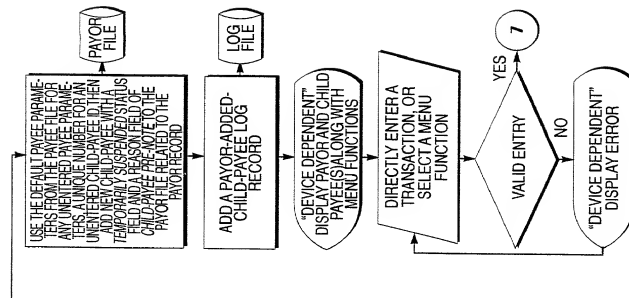 USE THE DEFAULT PAYEE PARAME-
TERS FROM THE PAYEE FILE FOR
ANY UNENTERED PAYEE PARAME-
TERS, A UNIQUE NUMBER FOR AN
UNENTERED CHILD-PAYEE ID. THEN
ADD NEW CHILD-PAYEE WITH A
TEMPORARILY SUSPENDED STATUS
FIELD AND A REASON FIELD OF
CHILD-PAYEE PRE-NOTE TO THE
PAYOR FILE RELATED TO THE
PAYOR RECORD
PAYOR
FILE
ADD A PAYOR-ADDED-
CHILD-PAYEE LOG
RECORD
LOG
FILE
"DEVICE DEPENDENT"
DISPLAY PAYOR AND CHILD
PAYEE(S) ALONG WITH
MENU FUNCTIONS
DIRECTLY ENTER A
TRANSACTION, OR
SELECT A MENU
FUNCTION
VALID ENTRY
YES
7
NO
"DEVICE DEPENDENT"
DISPLAY ERROR